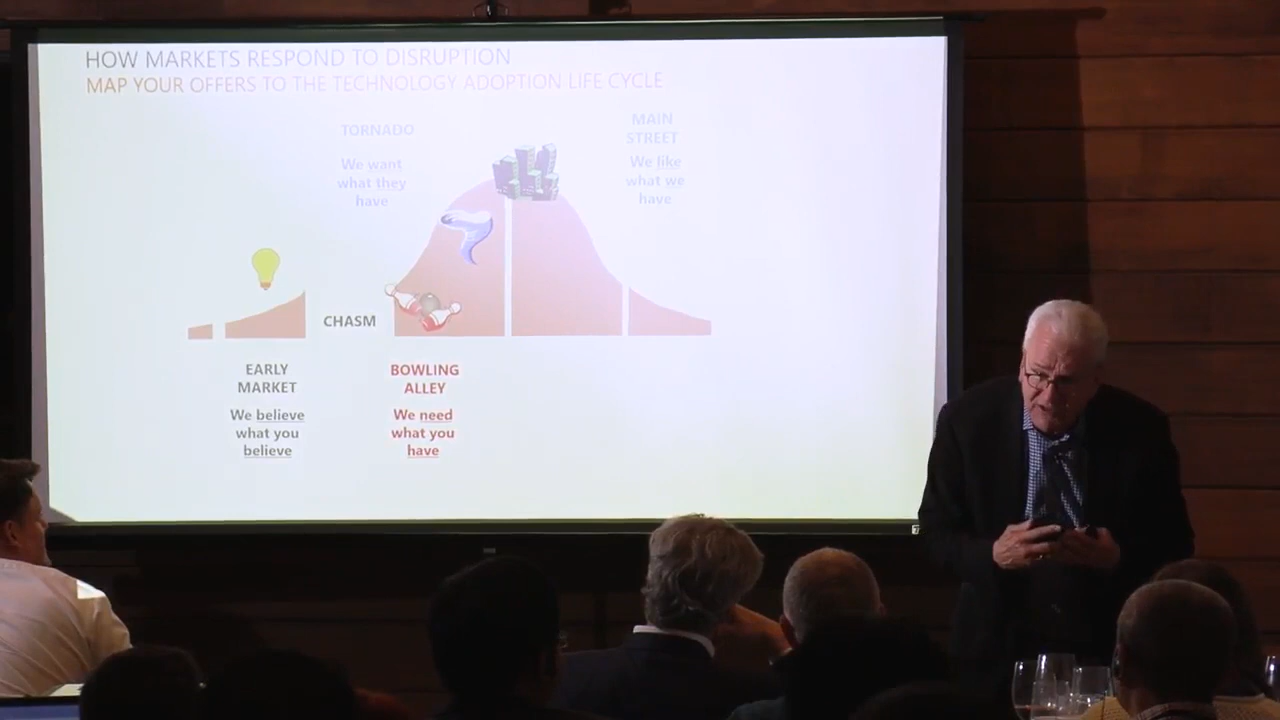 HOW MARKETS RESPOND TO DISRUPTION
MAP YOUR OFFERS TO THE TECHNOLOGY ADOPTION LIFE CYCLE
TORNADO
We want
what they
have
MAIN
STREET
We like
what we
have
CHASM
EARLY
MARKET
We believe
what you
believe
BOWLING
ALLEY
We need
what you
have